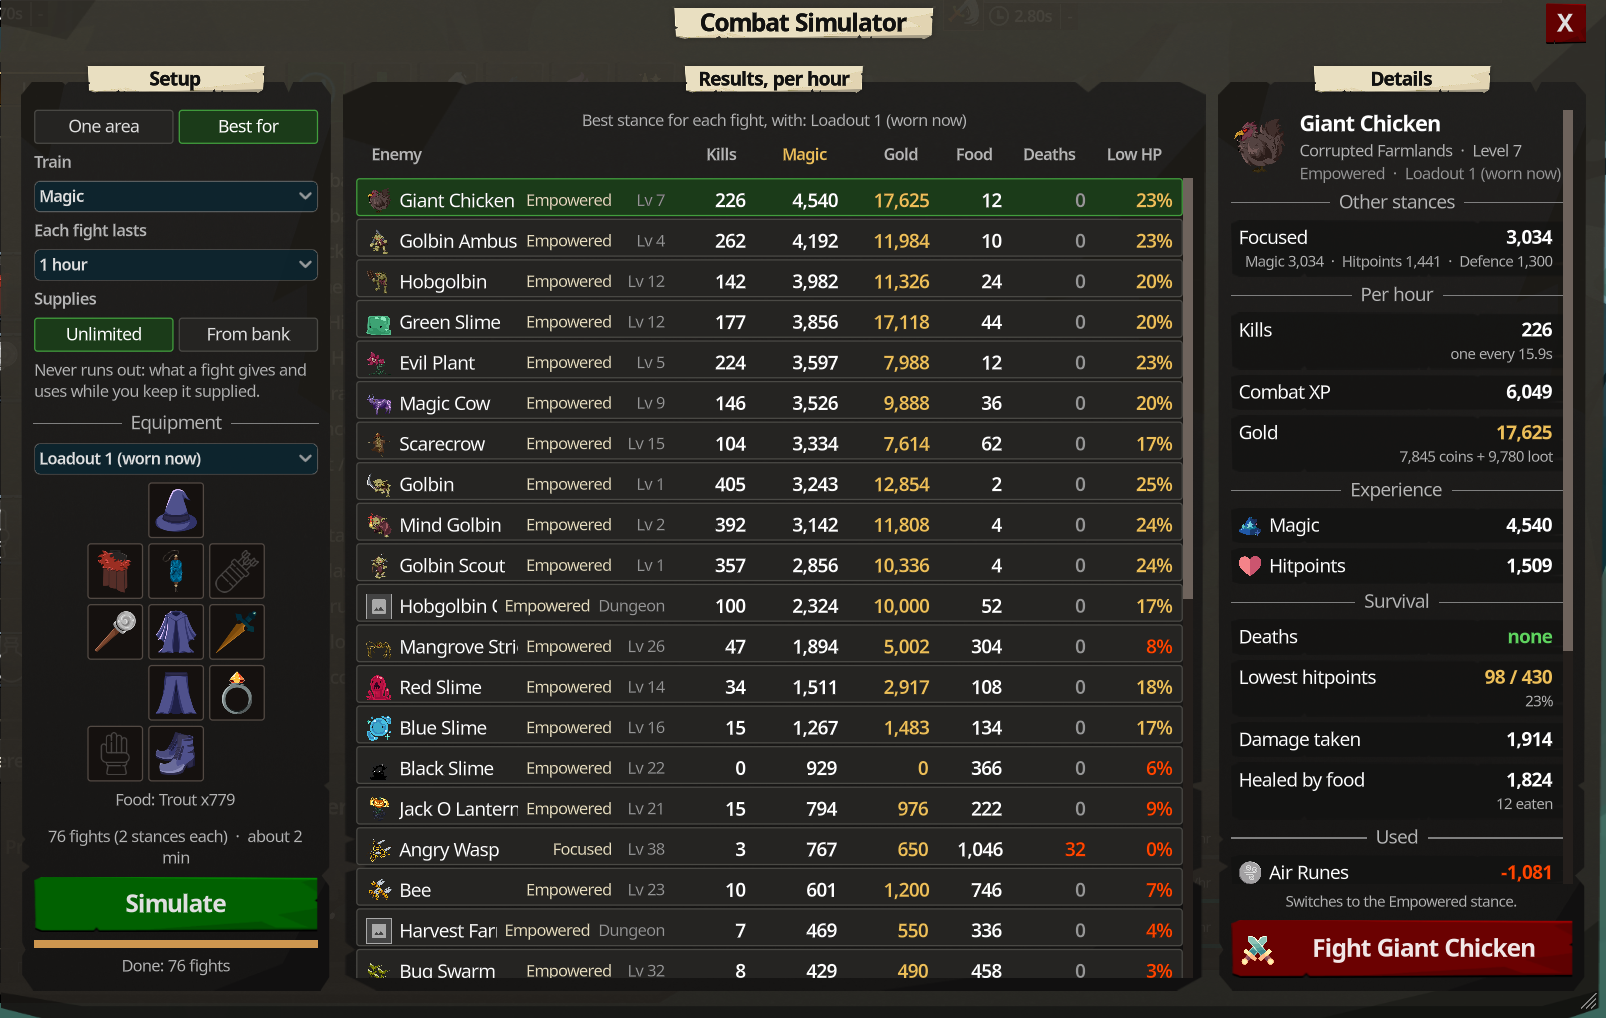 2.80s
Combat Simulator
X
Setup
One area
Best for
Train
Magic
Each fight lasts
1 hour
Supplies
Unlimited
From bank
Never runs out: what a fight gives and
uses while you keep it supplied.
Equipment
Loadout 1 (worn now)
Food: Trout x779
76 fights (2 stances each) · about 2
min
Simulate
Done: 76 fights
Results, per hour
Best stance for each fight, with: Loadout 1 (worn now)
Enemy Kills Magic Gold Food Deaths Low HP
Giant Chicken Empowered Lv 7 226 4,540 17,625 12 0 23%
Golbin Ambus Empowered Lv 4 262 4,192 11,984 10 0 23%
Hobgolbin Empowered Lv 12 142 3,982 11,326 24 0 20%
Green Slime Empowered Lv 12 177 3,856 17,118 44 0 20%
Evil Plant Empowered Lv 5 224 3,597 7,988 12 0 23%
Magic Cow Empowered Lv 9 146 3,526 9,888 36 0 20%
Scarecrow Empowered Lv 15 104 3,334 7,614 62 0 17%
Golbin Empowered Lv 1 405 3,243 12,854 2 0 25%
Mind Golbin Empowered Lv 2 392 3,142 11,808 4 0 24%
Golbin Scout Empowered Lv 1 357 2,856 10,336 4 0 24%
Hobgolbin Empowered Dungeon 100 2,324 10,000 52 0 17%
Mangrove Stri Empowered Lv 26 47 1,894 5,002 304 0 8%
Red Slime Empowered Lv 14 34 1,511 2,917 108 0 18%
Blue Slime Empowered Lv 16 15 1,267 1,483 134 0 17%
Black Slime Empowered Lv 22 0 929 0 366 0 6%
Jack O Lantern Empowered Lv 21 15 794 976 222 0 9%
Angry Wasp Focused Lv 38 3 767 650 1,046 32 0%
Bee Empowered Lv 23 10 601 1,200 746 0 7%
Harvest Far Empowered Dungeon 7 469 550 336 0 4%
Bug Swarm Empowered Lv 32 8 429 490 458 0 3%
Details
Giant Chicken
Corrupted Farmlands · Level 7
Empowered · Loadout 1 (worn now)
Other stances
Focused 3,034
Magic 3,034 · Hitpoints 1,441 · Defence 1,300
Per hour
Kills 226
one every 15.9s
Combat XP 6,049
Gold 17,625
7,845 coins + 9,780 loot
Experience
Magic 4,540
Hitpoints 1,509
Survival
Deaths none
Lowest hitpoints 98 / 430
23%
Damage taken 1,914
Healed by food 1,824
12 eaten
Used
Air Runes -1,081
Switches to the Empowered stance.
Fight Giant Chicken